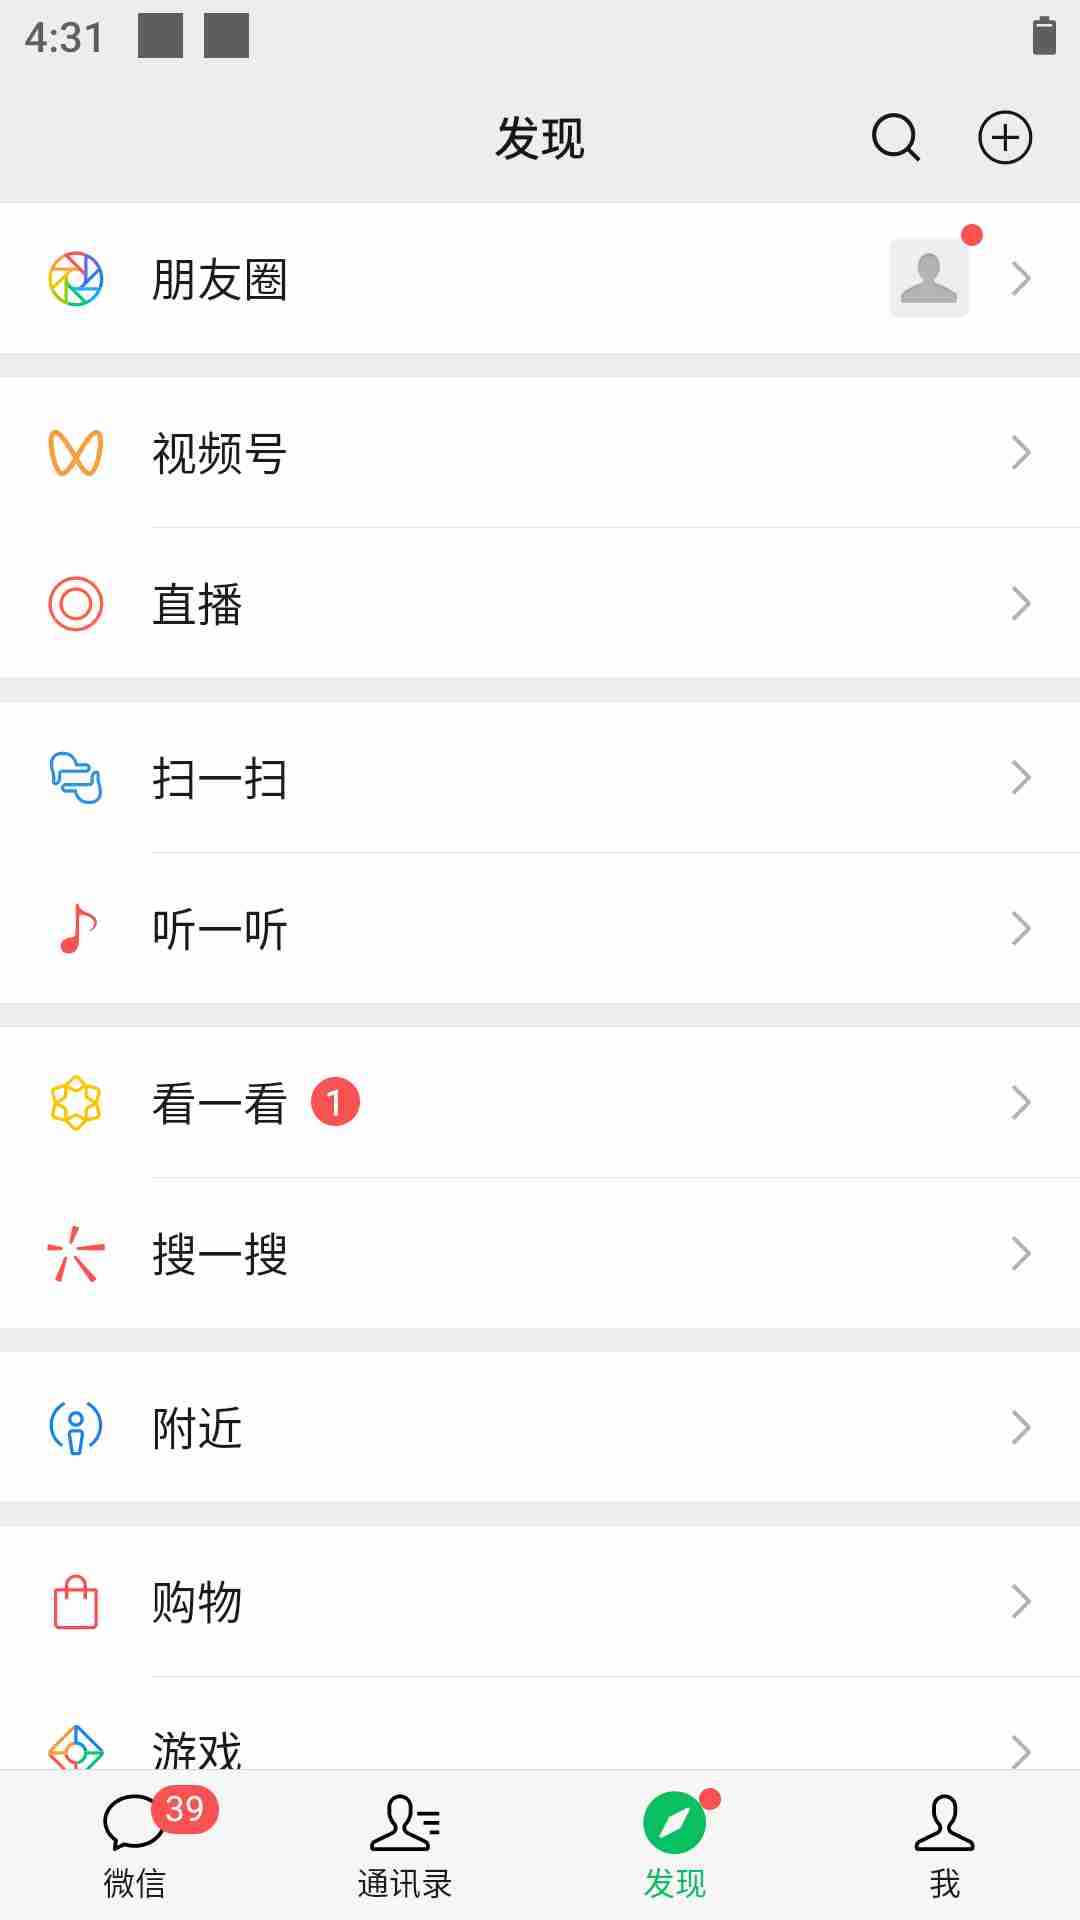 4:31
发现
朋友圈
视频号
直播
扫一扫
听一听
看一看 1
搜一搜
附近
购物
游戏
39
微信 通讯录 发现 我